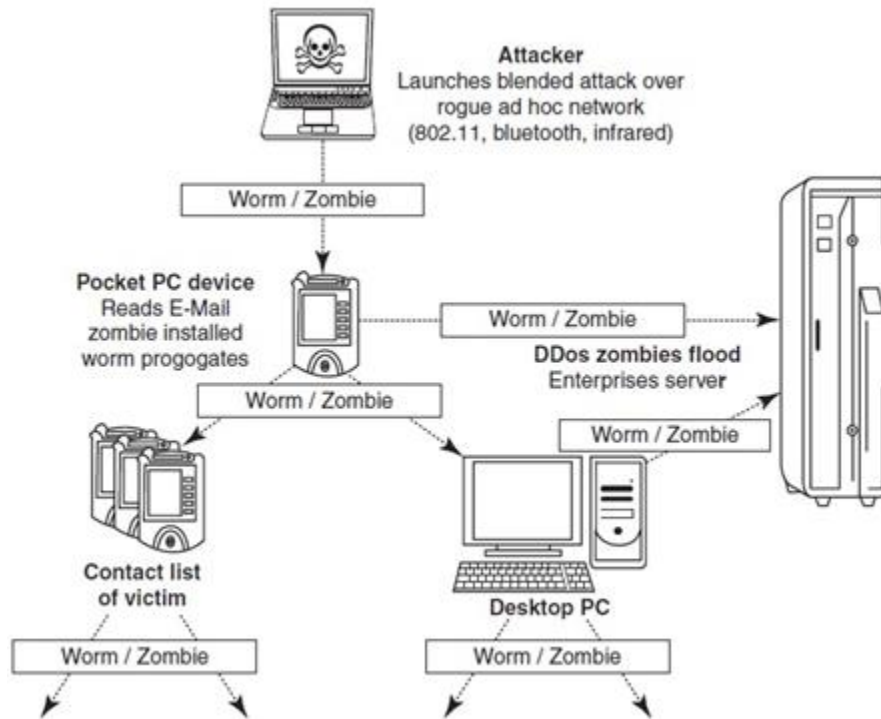 Attacker
Launches blended attack over
rogue ad hoc network
(802.11, bluetooth, infrared)
Worm / Zombie
Pocket PC device
Reads E-Mail
zombie installed
worm progogates
Worm / Zombie
DDos zombies flood
Enterprises server
Worm / Zombie
Worm / Zombie
Contact list
of victim
Desktop PC
Worm / Zombie
Worm / Zombie